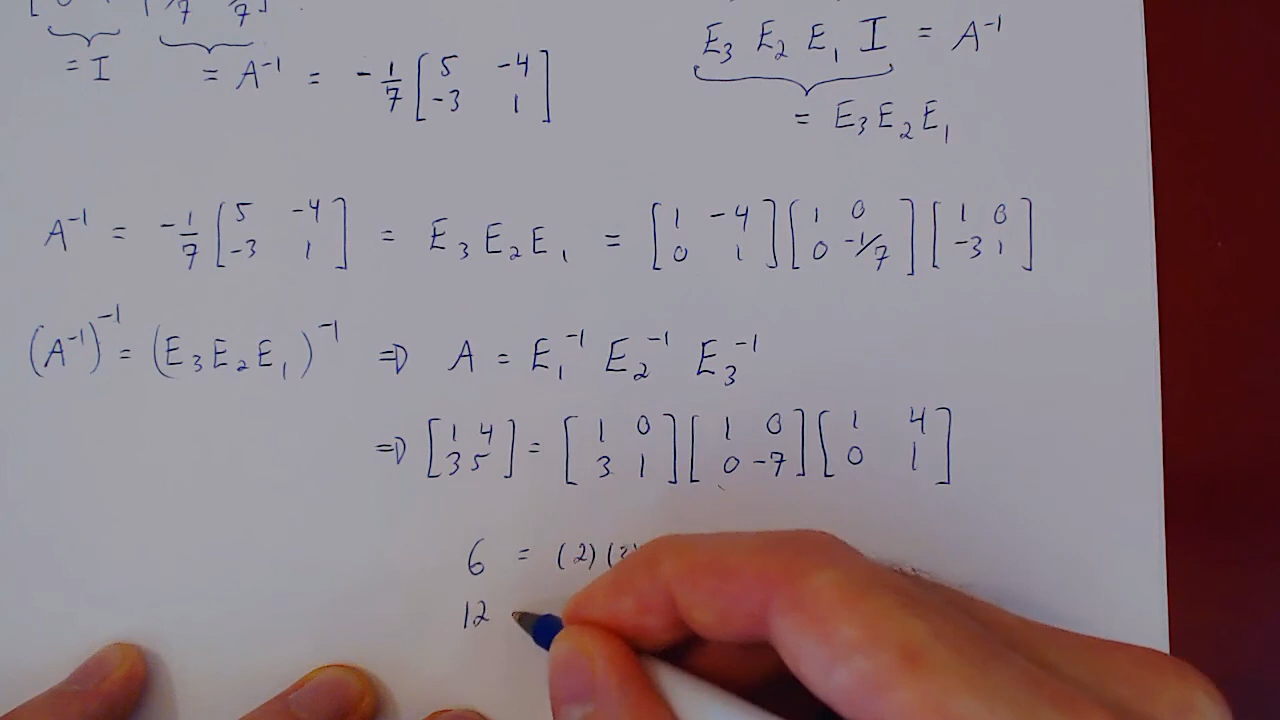 = I = A⁻¹ = -1/7 [5 -4; -3 1]
E₃ E₂ E₁ I = A⁻¹
= E₃ E₂ E₁
A⁻¹ = -1/7 [5 -4; -3 1] = E₃ E₂ E₁ = [1 -4; 0 1] [1 0; 0 -1/7] [1 0; -3 1]
(A⁻¹)⁻¹ = (E₃ E₂ E₁)⁻¹ ⇒ A = E₁⁻¹ E₂⁻¹ E₃⁻¹
⇒ [1 4; 3 5] = [1 0; 3 1] [1 0; 0 -7] [1 4; 0 1]
6 = (2)(
12